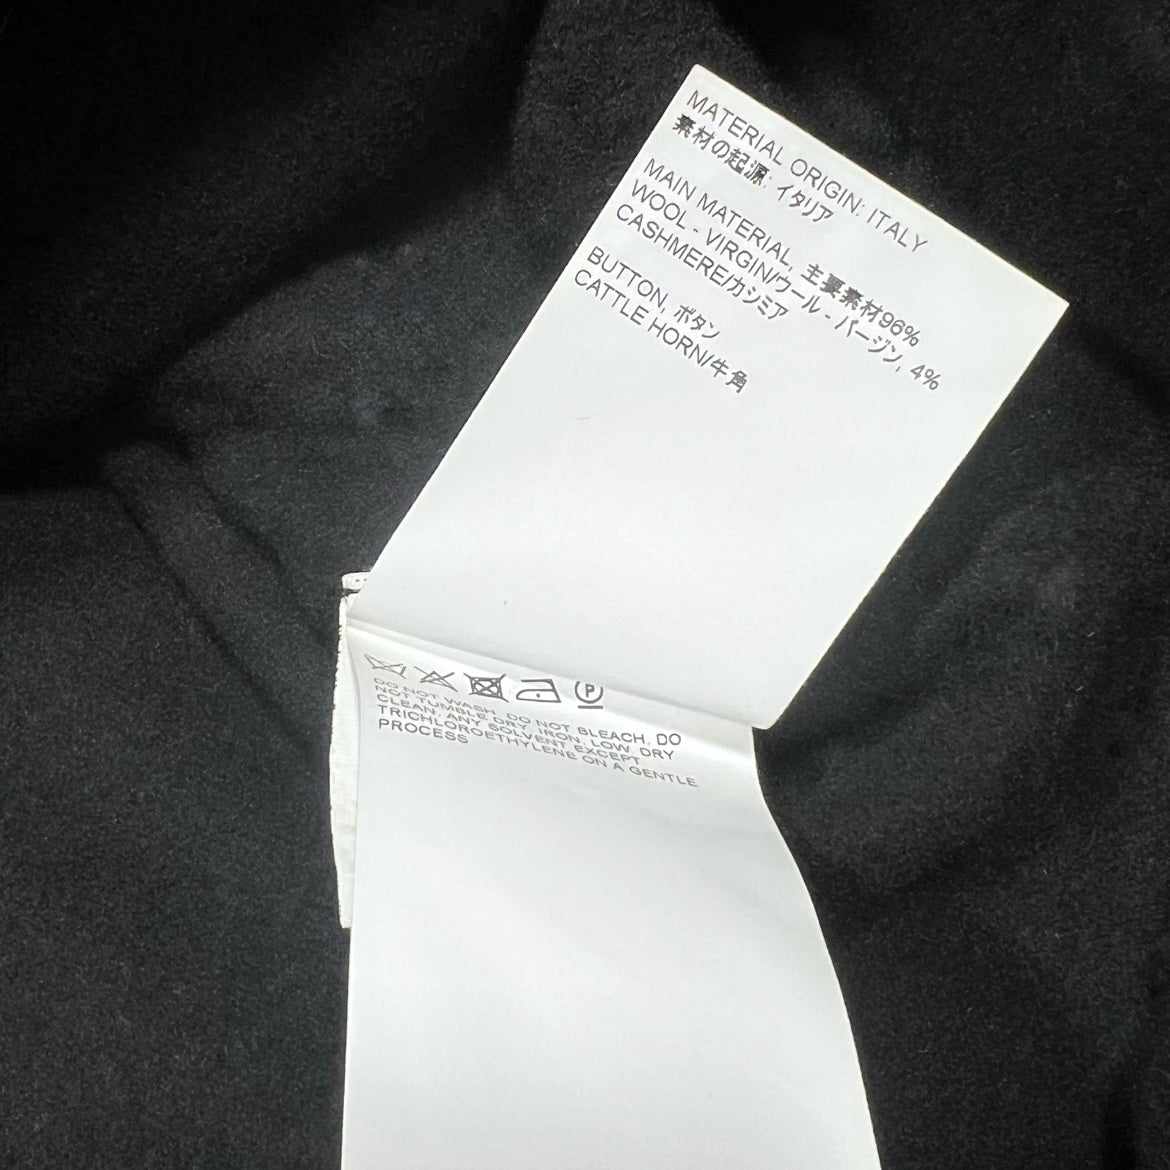 MATERIAL ORIGIN: ITALY
素材の起源: イタリア
MAIN MATERIAL, 主要素材96%
WOOL - VIRGIN/ウール - バージン, 4%
CASHMERE/カシミア
BUTTON, ボタン
CATTLE HORN/牛角
P
DO NOT WASH, DO NOT BLEACH, DO
NOT TUMBLE DRY, IRON, LOW, DRY
CLEAN, ANY SOLVENT EXCEPT
TRICHLOROETHYLENE ON A GENTLE
PROCESS